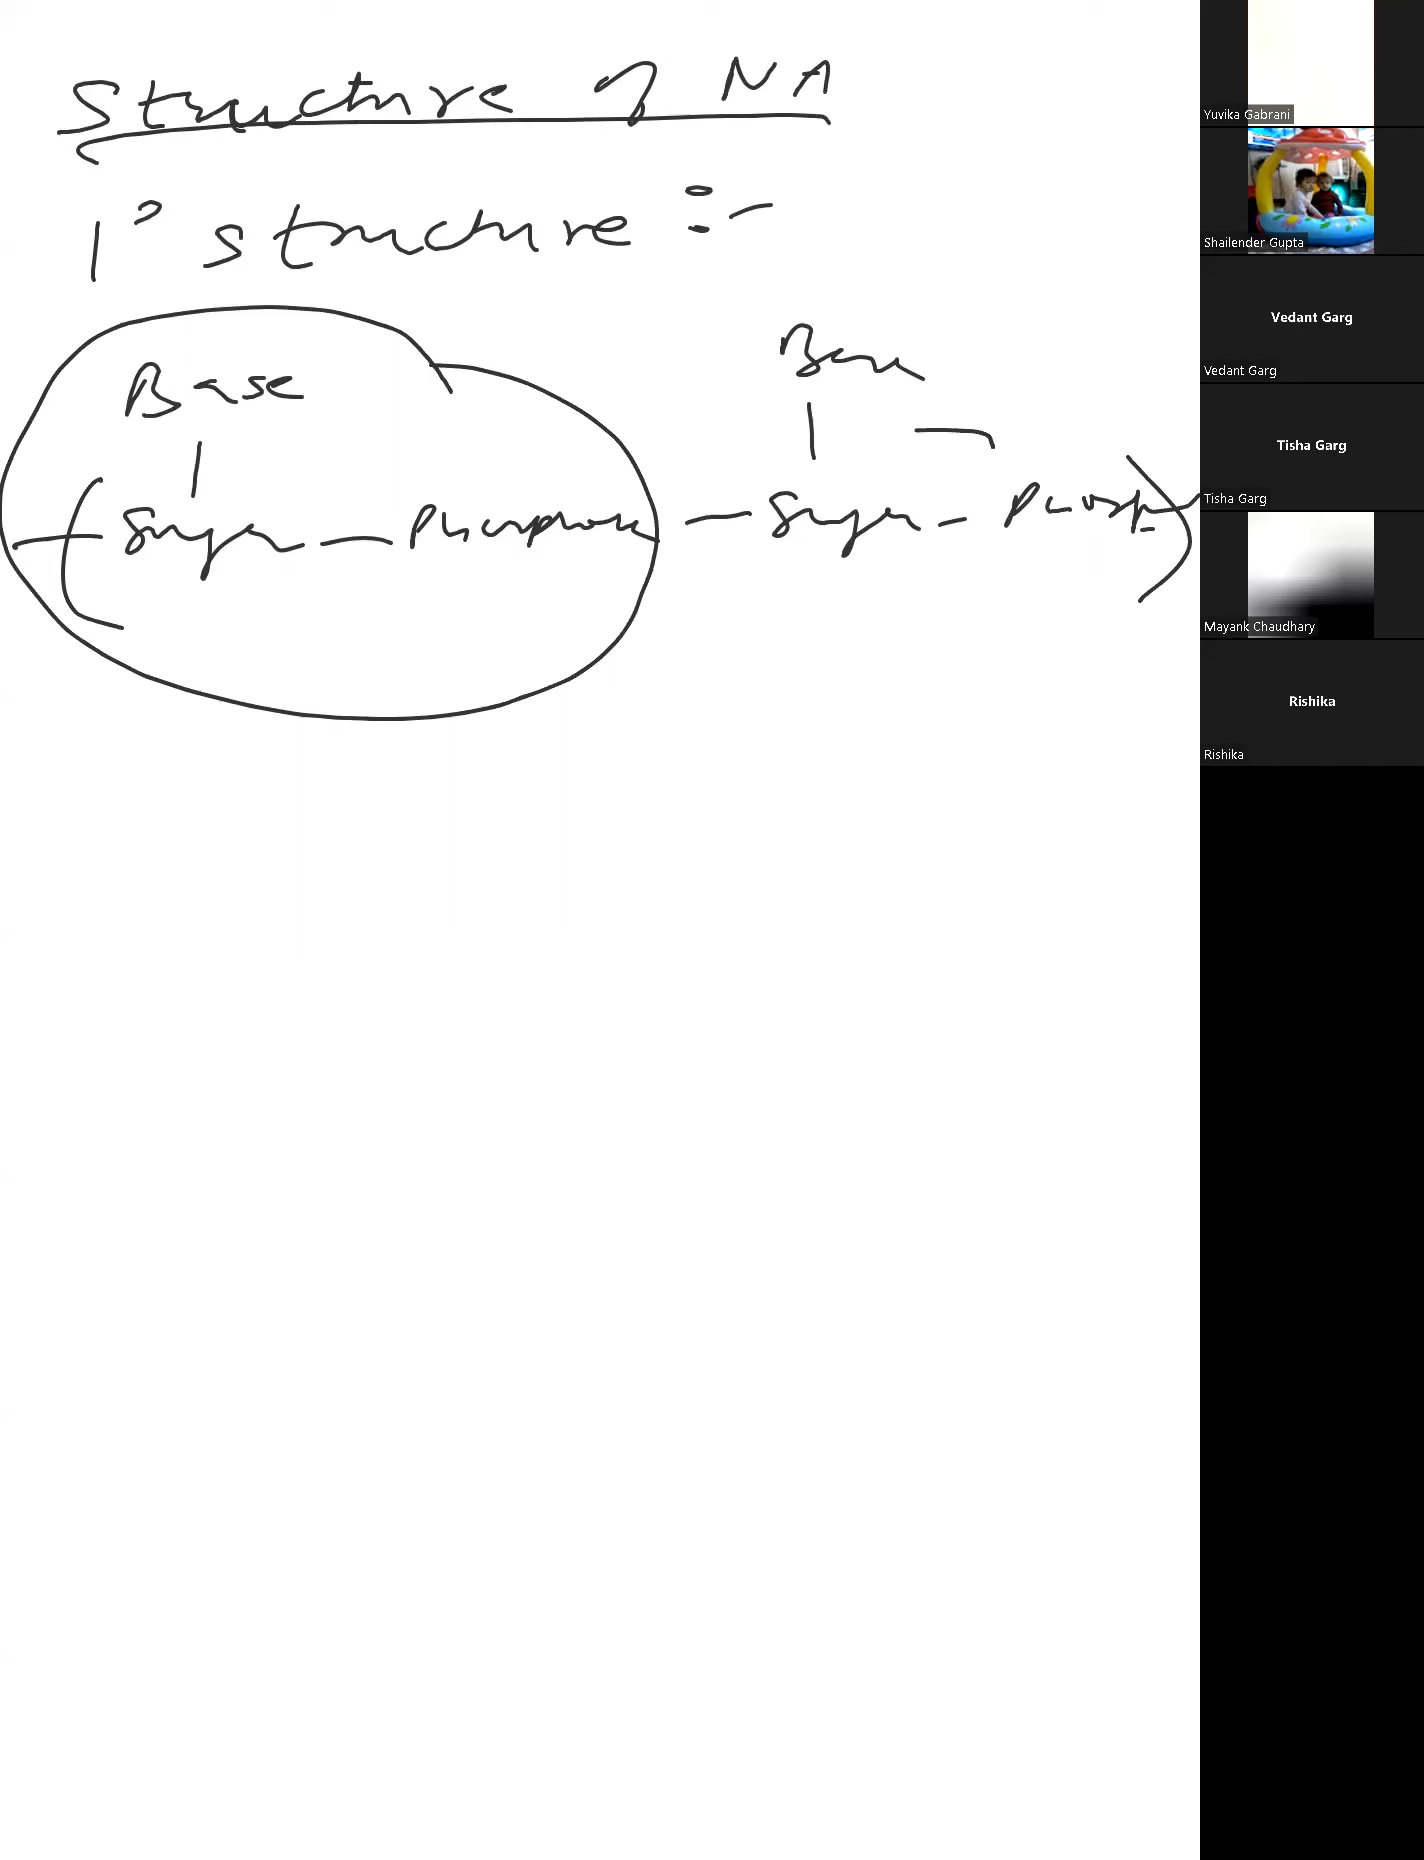 Structure of NA
1° structure :-
Base Base
Sugar — Phosphate — Sugar — Phosp
Yuvika Gabrani
Shailender Gupta
Vedant Garg
Vedant Garg
Tisha Garg
Tisha Garg
Mayank Chaudhary
Rishika
Rishika